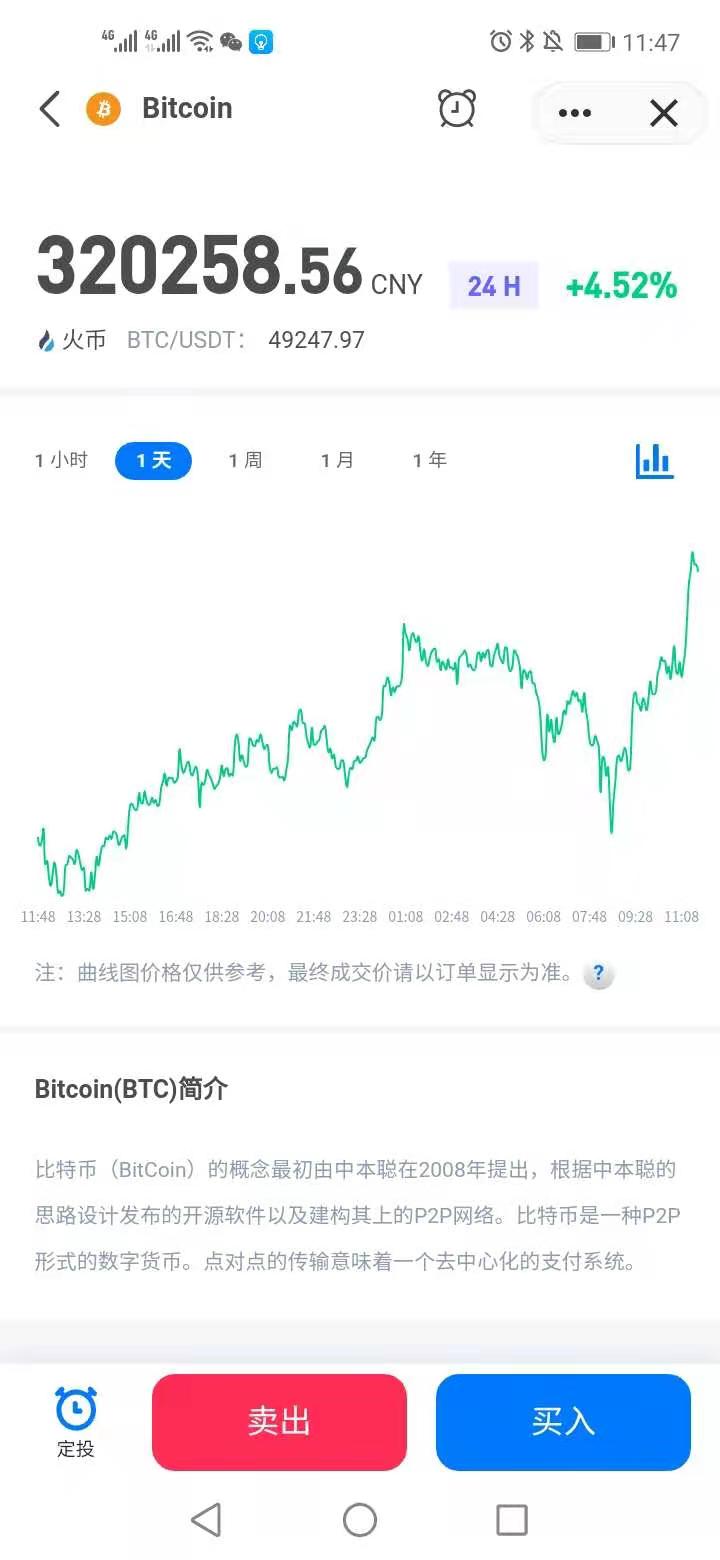 4G 4G 11:47
Bitcoin
320258.56 CNY 24 H +4.52%
火币 BTC/USDT： 49247.97
1 小时 1 天 1 周 1 月 1 年
11:48 13:28 15:08 16:48 18:28 20:08 21:48 23:28 01:08 02:48 04:28 06:08 07:48 09:28 11:08
注：曲线图价格仅供参考，最终成交价请以订单显示为准。 ?
Bitcoin(BTC)简介
比特币（BitCoin）的概念最初由中本聪在2008年提出，根据中本聪的
思路设计发布的开源软件以及建构其上的P2P网络。比特币是一种P2P
形式的数字货币。点对点的传输意味着一个去中心化的支付系统。
定投 卖出 买入